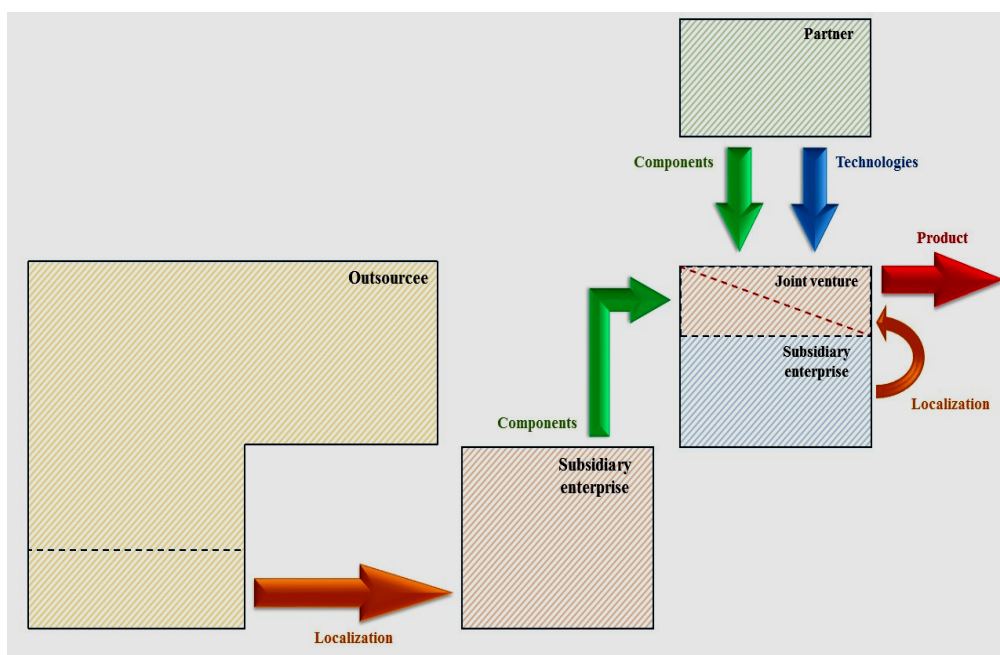 Partner
Components
Technologies
Product
Outsourcee
Joint venture
Subsidiary
enterprise
Localization
Components
Subsidiary
enterprise
Localization